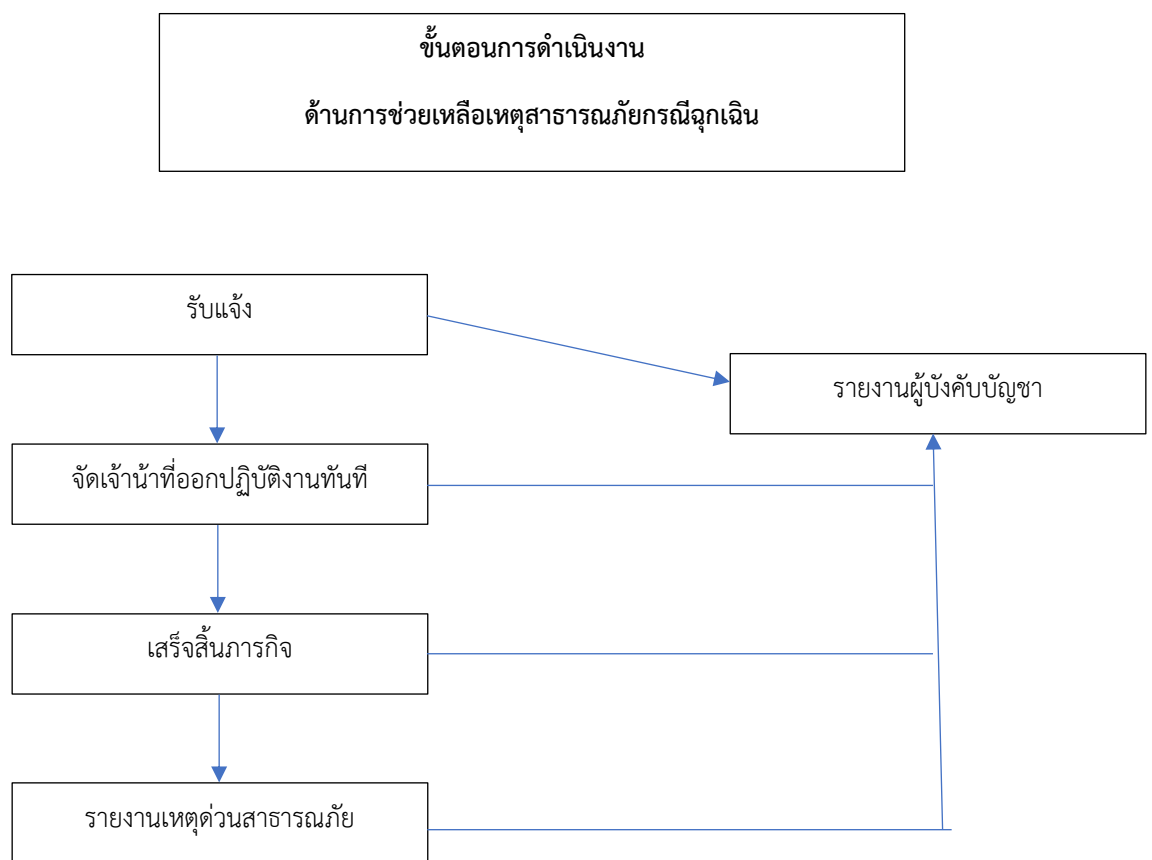 ขั้นตอนการดำเนินงาน
ด้านการช่วยเหลือเหตุสาธารณภัยกรณีฉุกเฉิน
รับแจ้ง
รายงานผู้บังคับบัญชา
จัดเจ้าน้าที่ออกปฏิบัติงานทันที
เสร็จสิ้นภารกิจ
รายงานเหตุด่วนสาธารณภัย